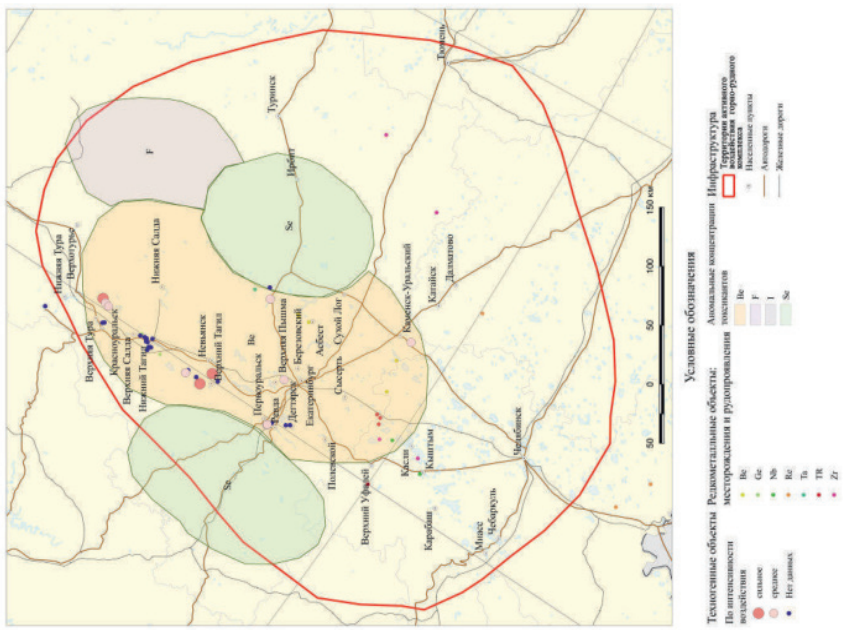 Нижняя Тура
Верхотурье
Верхняя Тура
Красноуральск
Верхняя Салда
Нижняя Салда
Нижний Тагил
Невьянск
Верхний Тагил
F
Туринск
Ирбит
Se
Be
Первоуральск
Верхняя Пышма
Березовский
Асбест
Ревда
Дегтярск
Екатеринбург
Сухой Лог
Сысерть
Se
Полевской
Каменск-Уральский
Катайск
Далматово
Тюмень
Верхний Уфалей
Касли
Кыштым
Карабаш
Челябинск
Миасс
Чебаркуль
50 0 50 100 150 км
Условные обозначения
Техногенные объекты
По интенсивности
воздействия
сильное
среднее
Нет данных
Редкометалльные объекты:
месторождения и рудопроявления
Be
Ge
Nb
Re
Ta
TR
Zr
Аномальные концентрации
токсикантов
Be
F
I
Se
Инфраструктура
Территория активного
воздействия горно-рудного
комплекса
Населенные пункты
Автодороги
Железные дороги